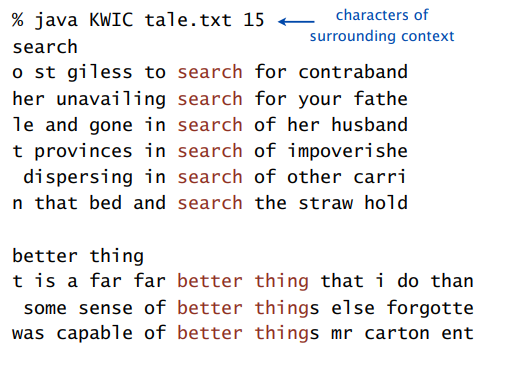 % java KWIC tale.txt 15
characters of
surrounding context
search
o st giless to search for contraband
her unavailing search for your fathe
le and gone in search of her husband
t provinces in search of impoverishe
 dispersing in search of other carri
n that bed and search the straw hold

better thing
t is a far far better thing that i do than
 some sense of better things else forgotte
was capable of better things mr carton ent